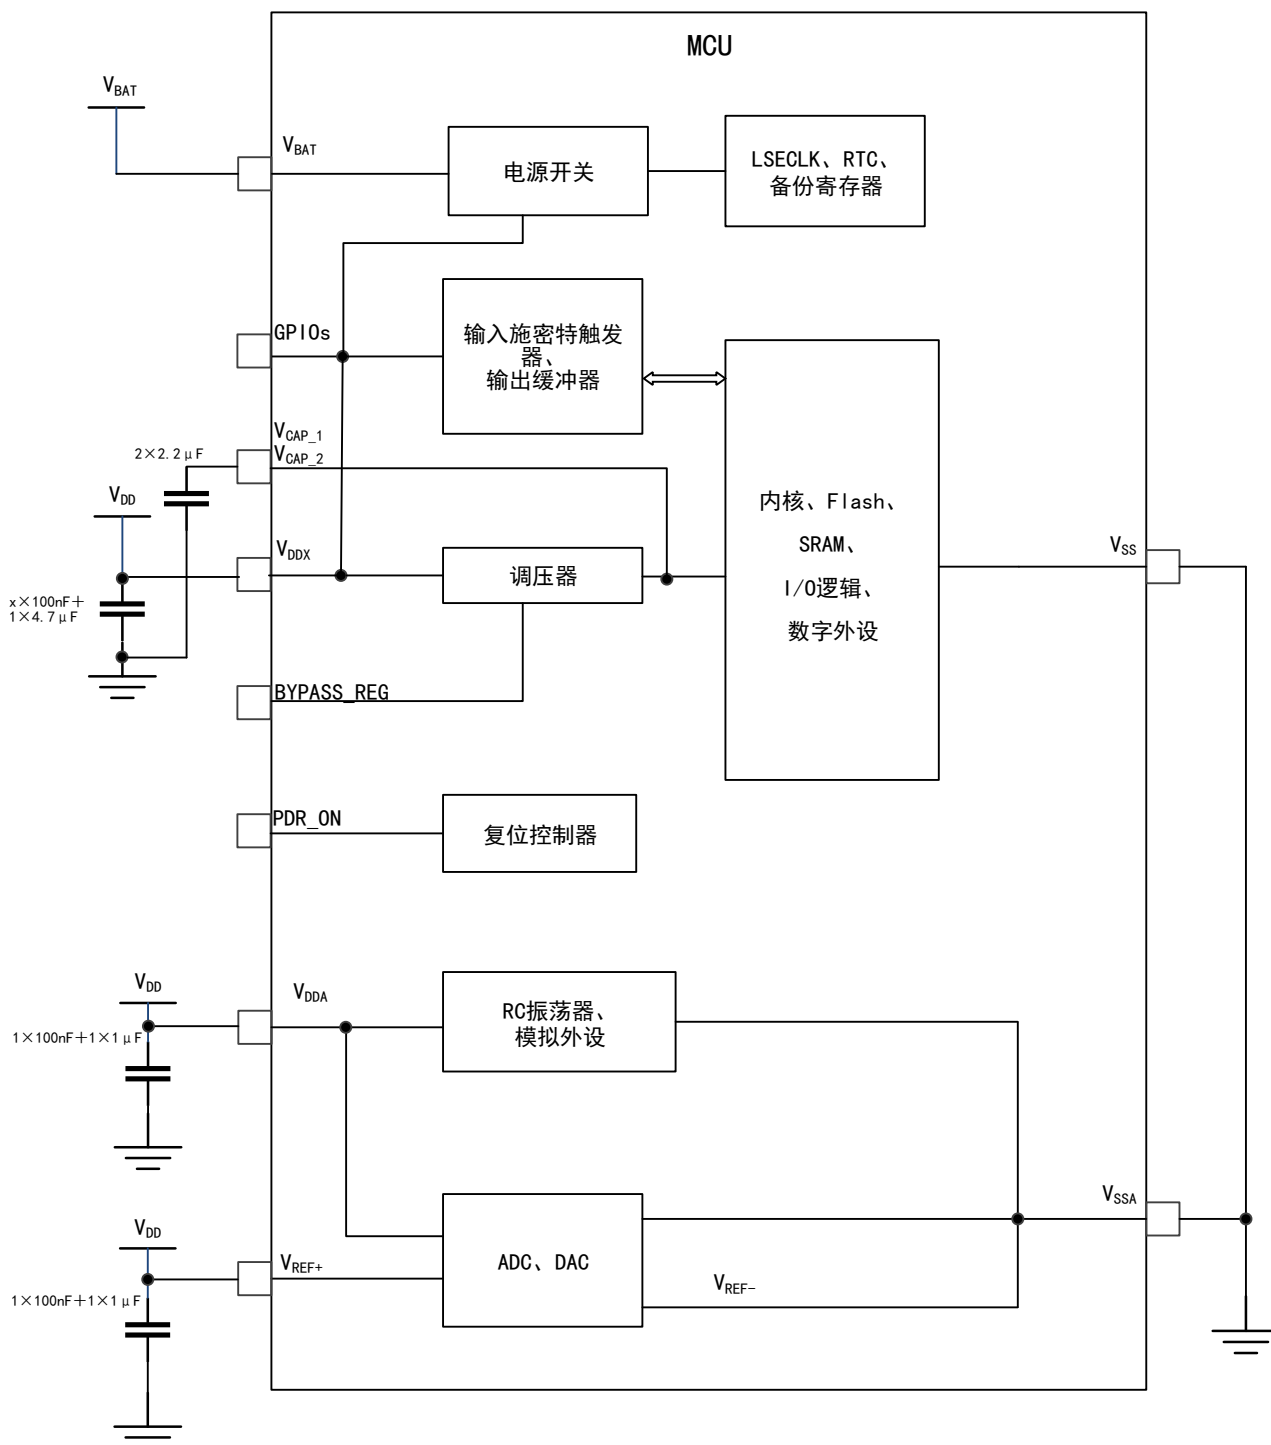 MCU
VBAT
VBAT
电源开关
LSECLK、RTC、
备份寄存器
GPIOs
输入施密特触发
器、
输出缓冲器
VCAP_1
VCAP_2
2×2.2μF
VDD
VDDX
调压器
x×100nF+
1×4.7μF
内核、Flash、
SRAM、
I/O逻辑、
数字外设
VSS
BYPASS_REG
PDR_ON
复位控制器
VDD
VDDA
1×100nF+1×1μF
RC振荡器、
模拟外设
VSSA
VDD
VREF+
1×100nF+1×1μF
ADC、DAC
VREF-